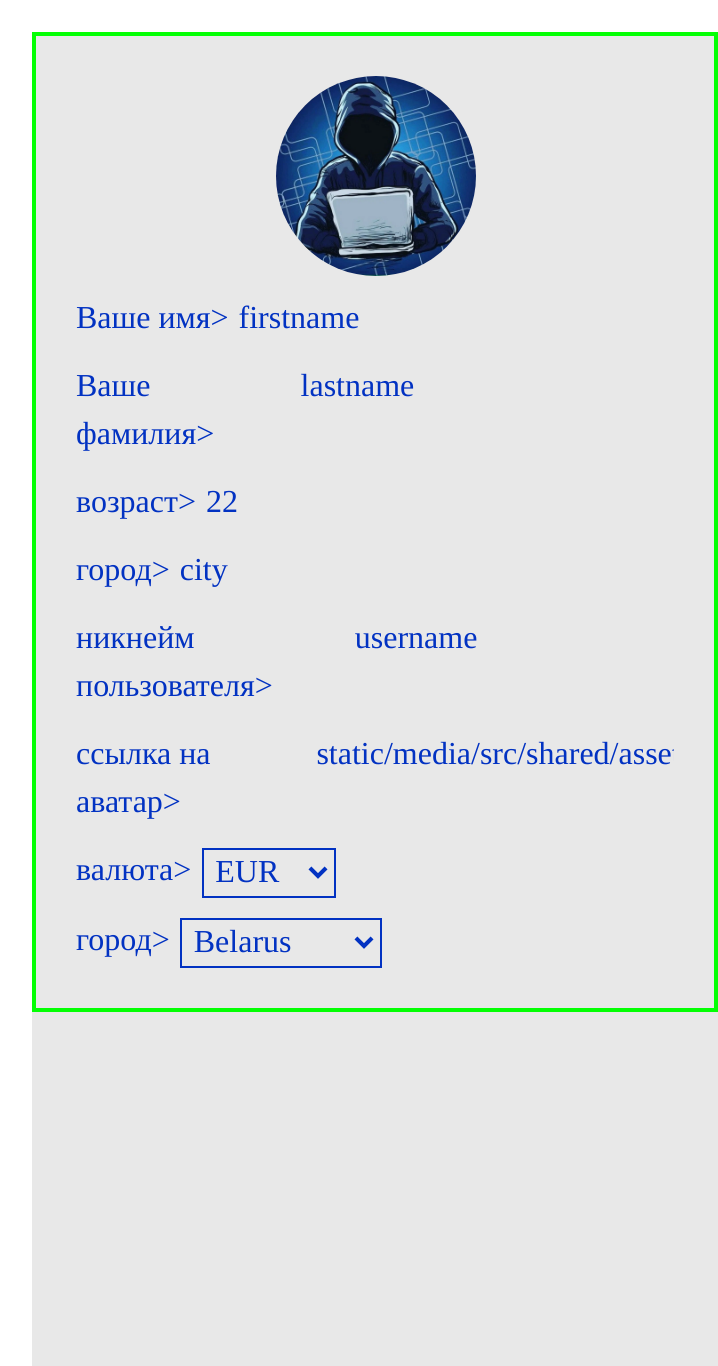 Ваше имя> firstname
Ваше lastname
фамилия>
возраст> 22
город> city
никнейм username
пользователя>
ссылка на static/media/src/shared/asse
аватар>
валюта> EUR
город> Belarus